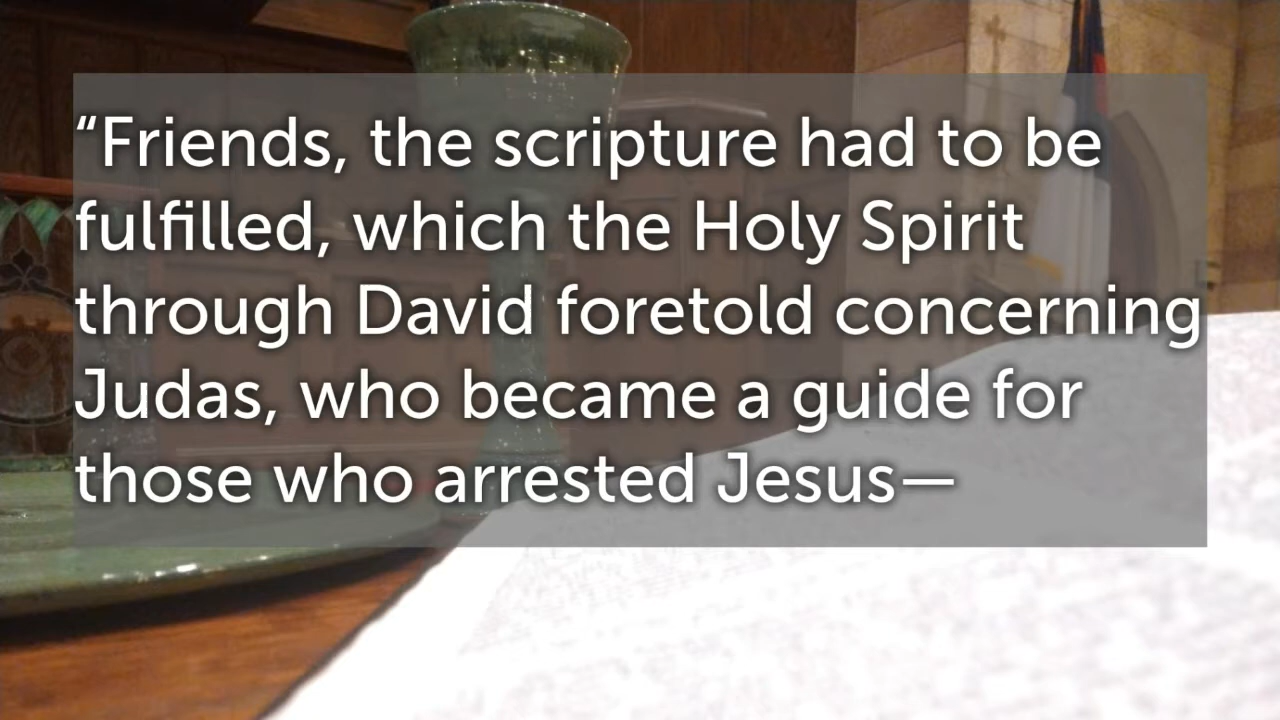 “Friends, the scripture had to be
fulfilled, which the Holy Spirit
through David foretold concerning
Judas, who became a guide for
those who arrested Jesus—